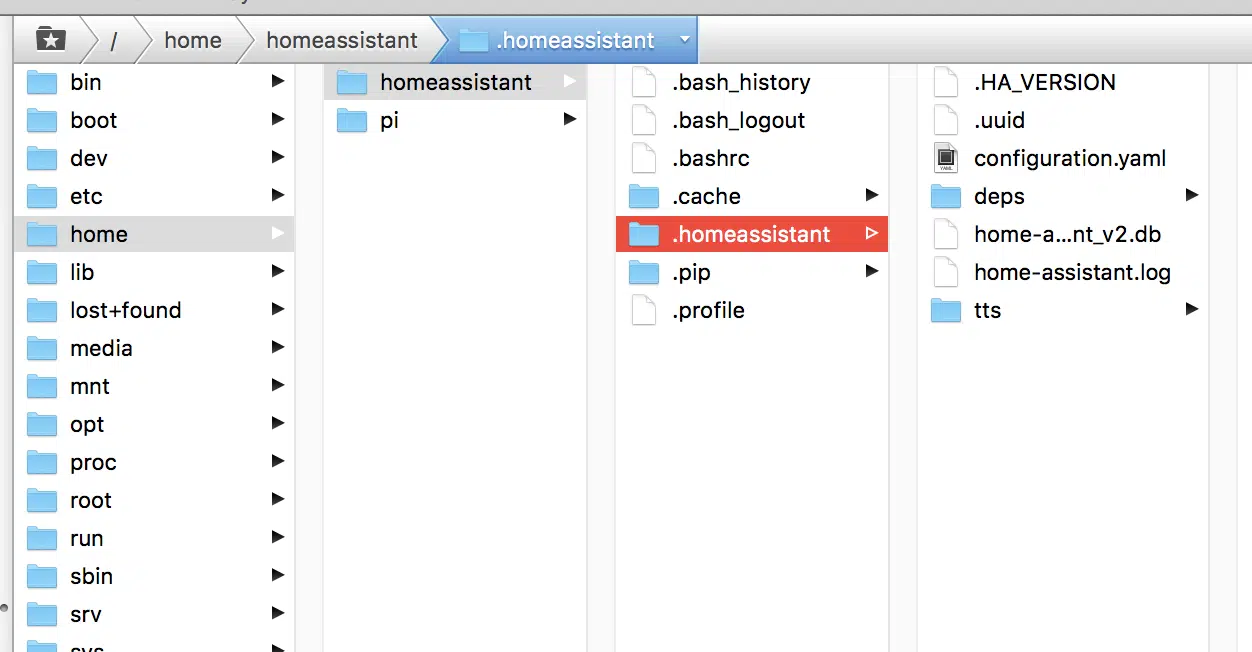 /
home
homeassistant
.homeassistant
bin
boot
dev
etc
home
lib
lost+found
media
mnt
opt
proc
root
run
sbin
srv
homeassistant
pi
.bash_history
.bash_logout
.bashrc
.cache
.homeassistant
.pip
.profile
.HA_VERSION
.uuid
configuration.yaml
YAML
deps
home-a...nt_v2.db
home-assistant.log
tts